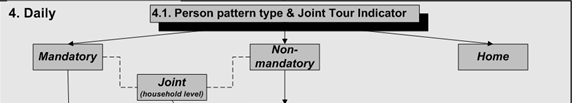 4. Daily
4.1. Person pattern type & Joint Tour Indicator
Mandatory
Non-
mandatory
Home
Joint
(household level)